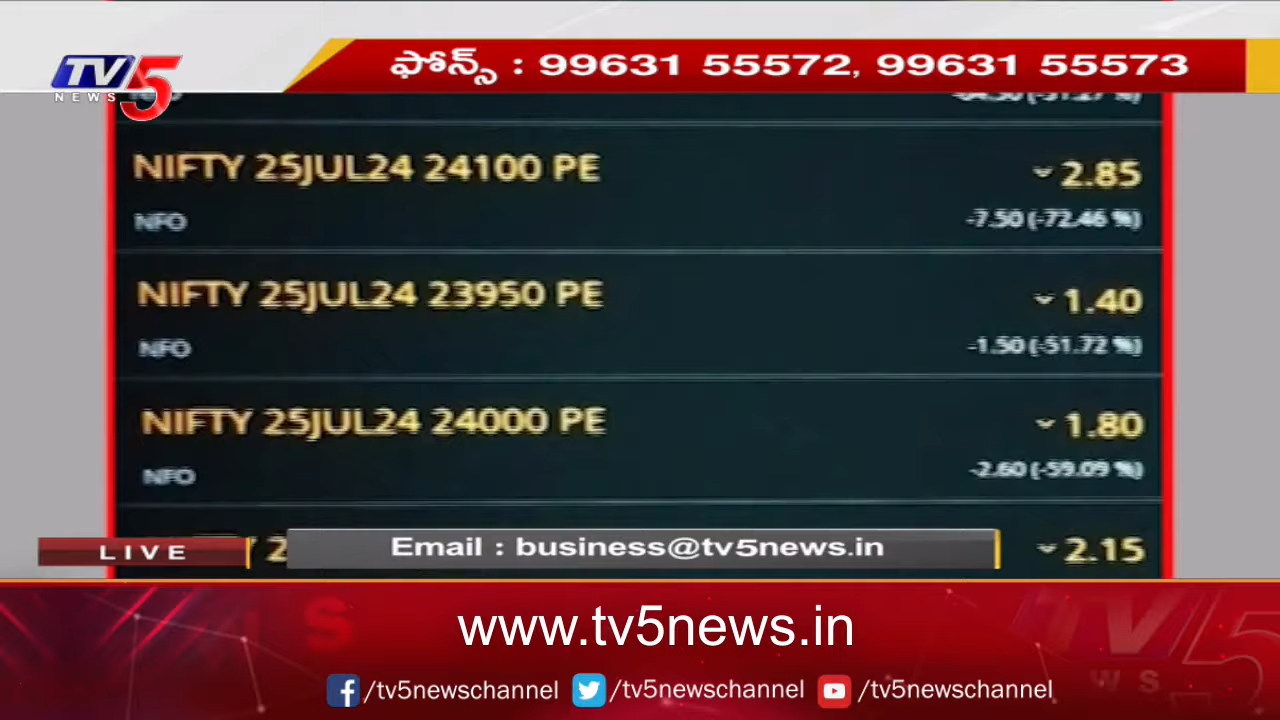 TV5
NEWS
ఫోన్స్ : 99631 55572, 99631 55573
NIFTY 25JUL24 24100 PE
2.85
NFO
-7.50 (-72.46 %)
NIFTY 25JUL24 23950 PE
1.40
NFO
-1.50 (-51.72 %)
NIFTY 25JUL24 24000 PE
1.80
NFO
-2.60 (-59.09 %)
2.15
LIVE
Email : business@tv5news.in
www.tv5news.in
/tv5newschannel /tv5newschannel /tv5newschannel